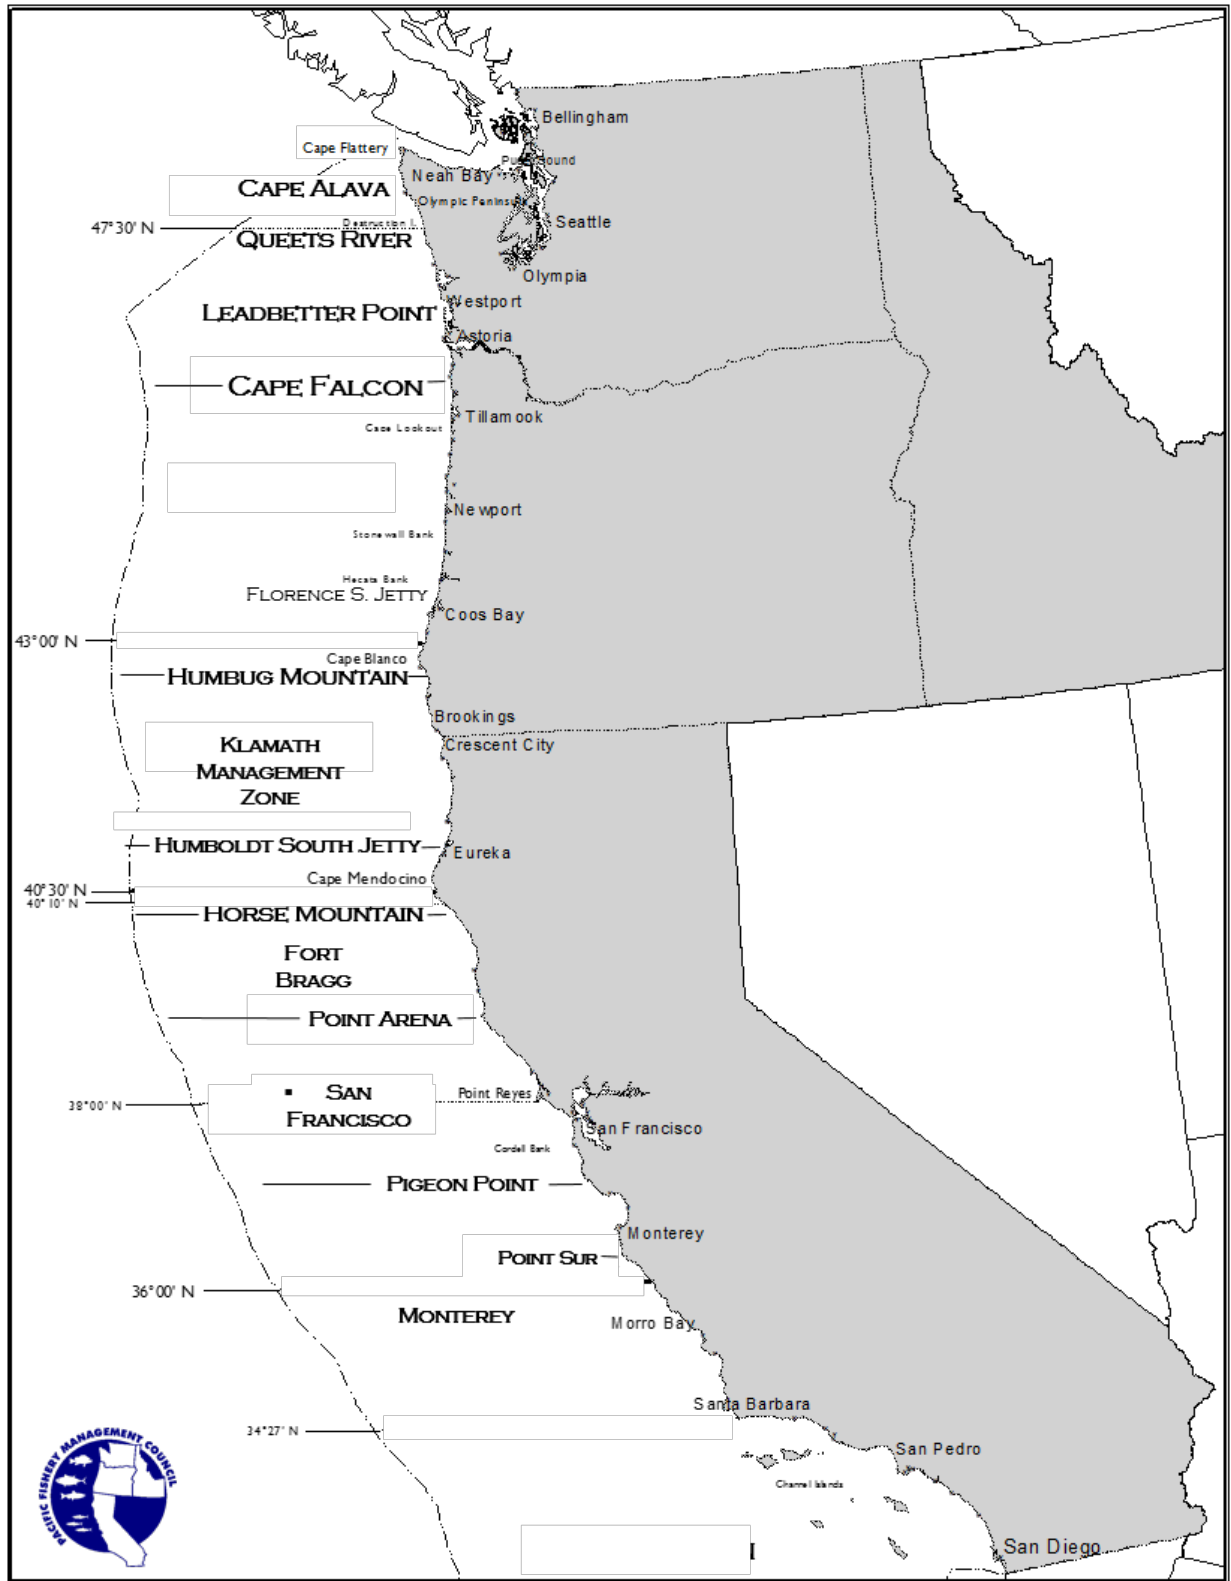 Bellingham
Cape Flattery
Puget Sound
Neah Bay
CAPE ALAVA
Olympic Peninsula
Destruction I.
Seattle
47°30' N
QUEETS RIVER
Olympia
Westport
LEADBETTER POINT
Astoria
CAPE FALCON
Tillamook
Cape Lookout
Newport
Stonewall Bank
Heceta Bank
FLORENCE S. JETTY
Coos Bay
43°00' N
Cape Blanco
HUMBUG MOUNTAIN
Brookings
KLAMATH
MANAGEMENT
ZONE
Crescent City
HUMBOLDT SOUTH JETTY
Eureka
Cape Mendocino
40°30' N
40°10' N
HORSE MOUNTAIN
FORT
BRAGG
POINT ARENA
SAN
FRANCISCO
Point Reyes
38°00' N
San Francisco
Cordell Bank
PIGEON POINT
Monterey
POINT SUR
36°00' N
MONTEREY
Morro Bay
Santa Barbara
34°27' N
San Pedro
Channel Islands
San Diego
PACIFIC FISHERY MANAGEMENT COUNCIL